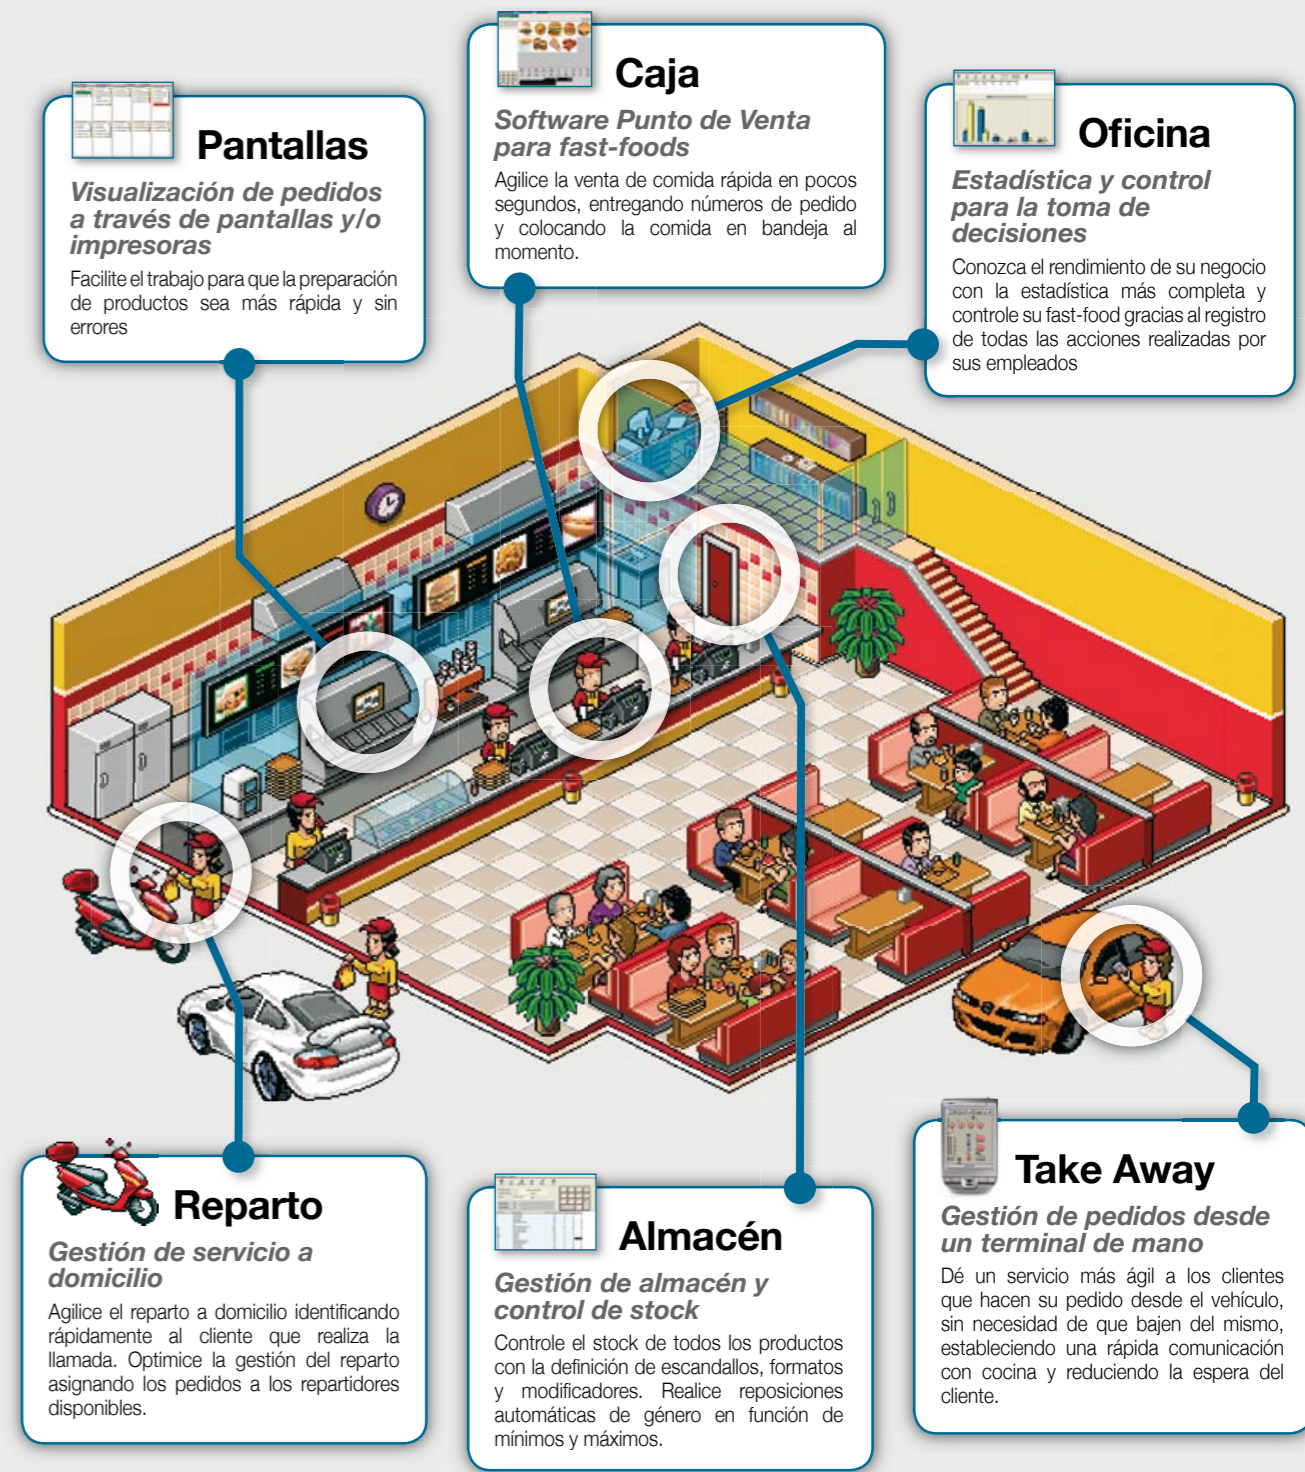 Pantallas
Visualización de pedidos
a través de pantallas y/o
impresoras
Facilite el trabajo para que la preparación
de productos sea más rápida y sin
errores
Caja
Software Punto de Venta
para fast-foods
Agilice la venta de comida rápida en pocos
segundos, entregando números de pedido
y colocando la comida en bandeja al
momento.
Oficina
Estadística y control
para la toma de
decisiones
Conozca el rendimiento de su negocio
con la estadística más completa y
controle su fast-food gracias al registro
de todas las acciones realizadas por
sus empleados
Reparto
Gestión de servicio a
domicilio
Agilice el reparto a domicilio identificando
rápidamente al cliente que realiza la
llamada. Optimice la gestión del reparto
asignando los pedidos a los repartidores
disponibles.
Almacén
Gestión de almacén y
control de stock
Controle el stock de todos los productos
con la definición de escandallos, formatos
y modificadores. Realice reposiciones
automáticas de género en función de
mínimos y máximos.
Take Away
Gestión de pedidos desde
un terminal de mano
Dé un servicio más ágil a los clientes
que hacen su pedido desde el vehículo,
sin necesidad de que bajen del mismo,
estableciendo una rápida comunicación
con cocina y reduciendo la espera del
cliente.